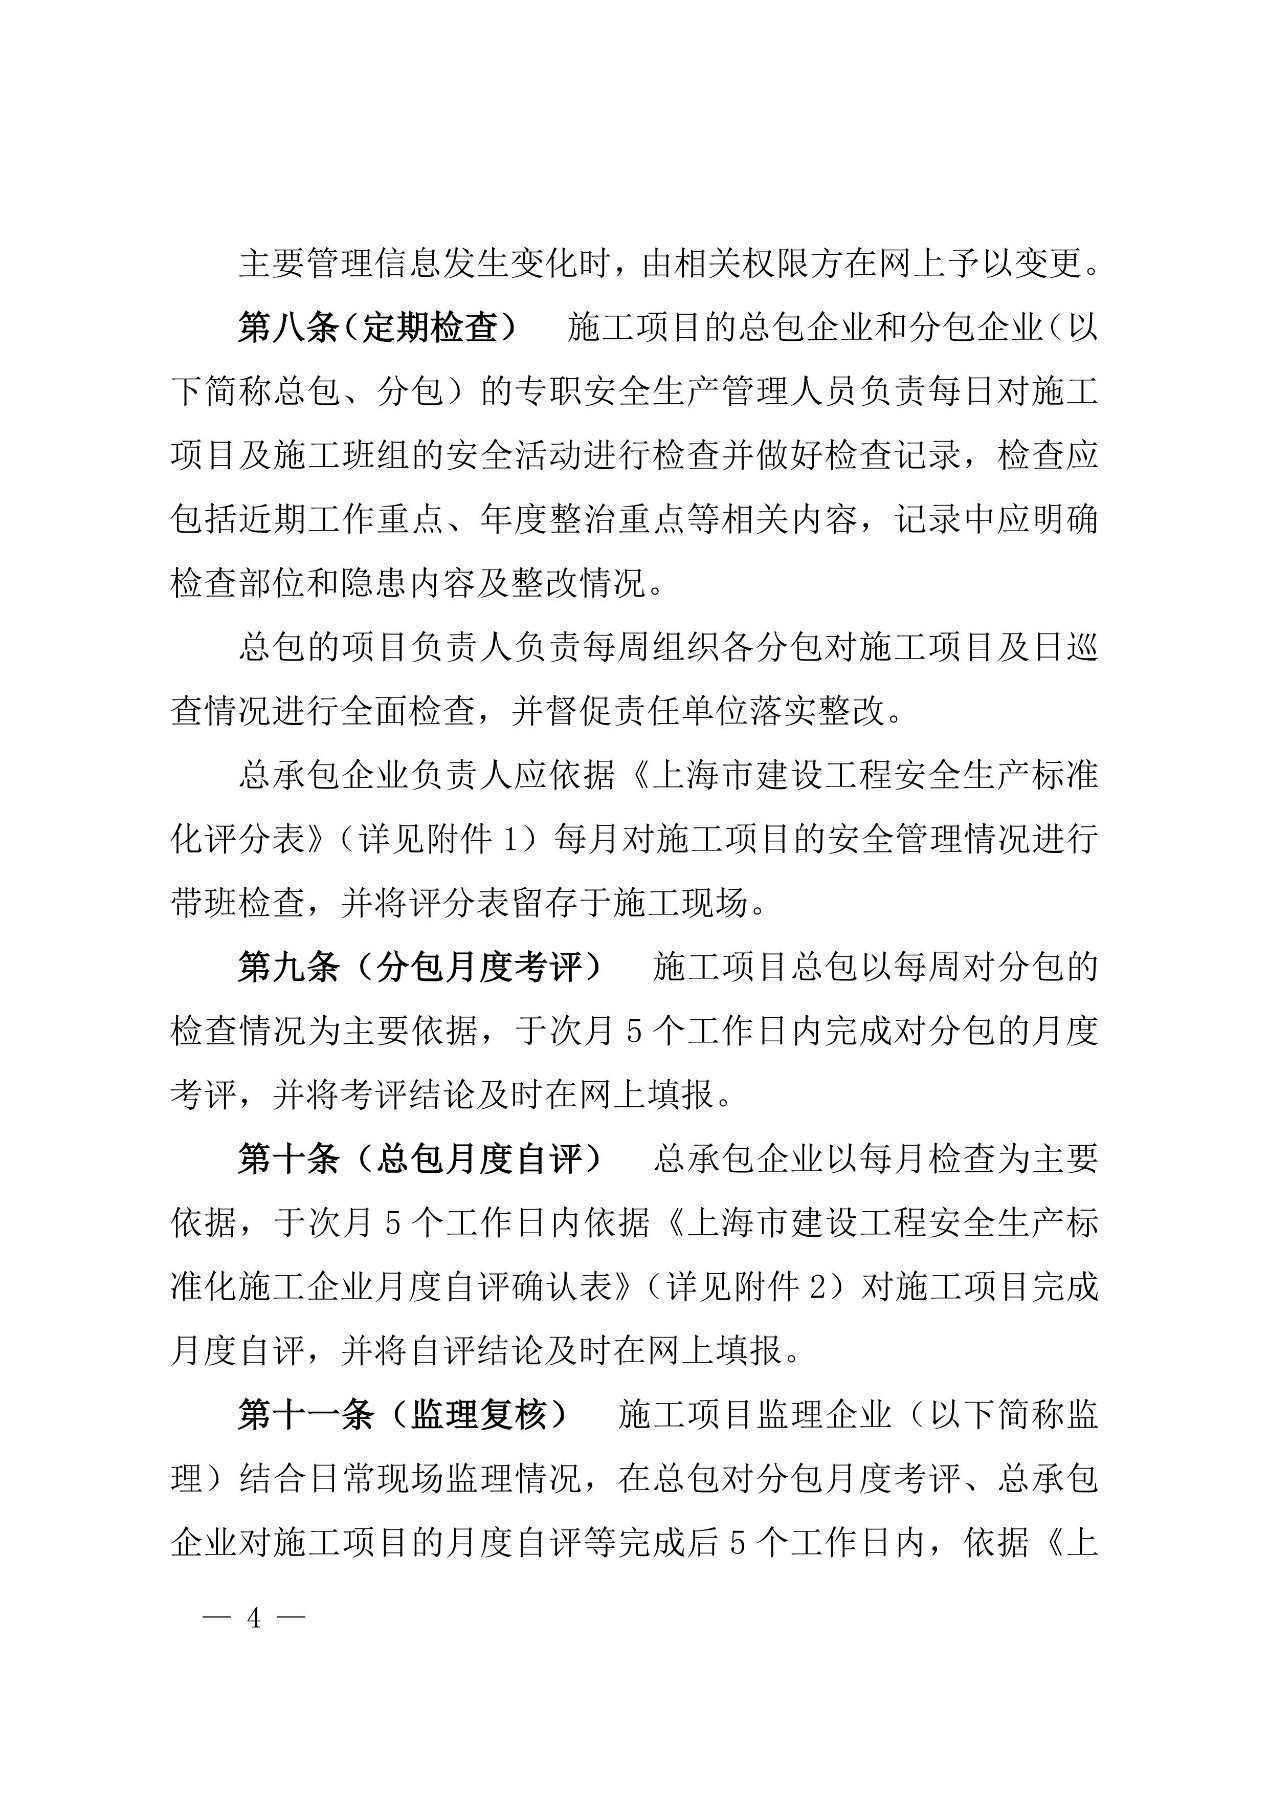 主要管理信息发生变化时，由相关权限方在网上予以变更。
第八条（定期检查）　施工项目的总包企业和分包企业（以
下简称总包、分包）的专职安全生产管理人员负责每日对施工
项目及施工班组的安全活动进行检查并做好检查记录，检查应
包括近期工作重点、年度整治重点等相关内容，记录中应明确
检查部位和隐患内容及整改情况。
总包的项目负责人负责每周组织各分包对施工项目及日巡
查情况进行全面检查，并督促责任单位落实整改。
总承包企业负责人应依据《上海市建设工程安全生产标准
化评分表》（详见附件1）每月对施工项目的安全管理情况进行
带班检查，并将评分表留存于施工现场。
第九条（分包月度考评）　施工项目总包以每周对分包的
检查情况为主要依据，于次月5个工作日内完成对分包的月度
考评，并将考评结论及时在网上填报。
第十条（总包月度自评）　总承包企业以每月检查为主要
依据，于次月5个工作日内依据《上海市建设工程安全生产标
准化施工企业月度自评确认表》（详见附件2）对施工项目完成
月度自评，并将自评结论及时在网上填报。
第十一条（监理复核）　施工项目监理企业（以下简称监
理）结合日常现场监理情况，在总包对分包月度考评、总承包
企业对施工项目的月度自评等完成后5个工作日内，依据《上
— 4 —